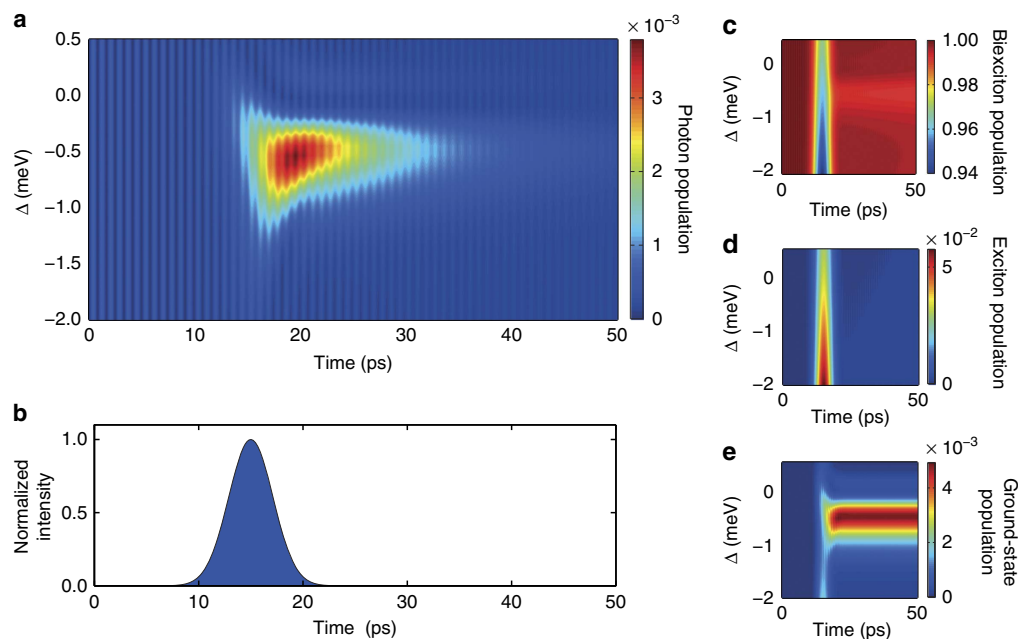 a
× 10⁻³
0.5
0.0
−0.5
−1.0
−1.5
−2.0
Δ (meV)
0 10 20 30 40 50
Time (ps)
3
2
1
0
Photon population
b
1.0
0.5
0.0
Normalized
intensity
0 10 20 30 40 50
Time (ps)
c
0
−1
−2
Δ (meV)
0 50
Time (ps)
1.00
0.98
0.96
0.94
Biexciton population
d
× 10⁻²
0
−1
−2
Δ (meV)
0 50
Time (ps)
5
0
Exciton population
e
× 10⁻³
0
−1
−2
Δ (meV)
0 50
Time (ps)
4
2
0
Ground-state
population